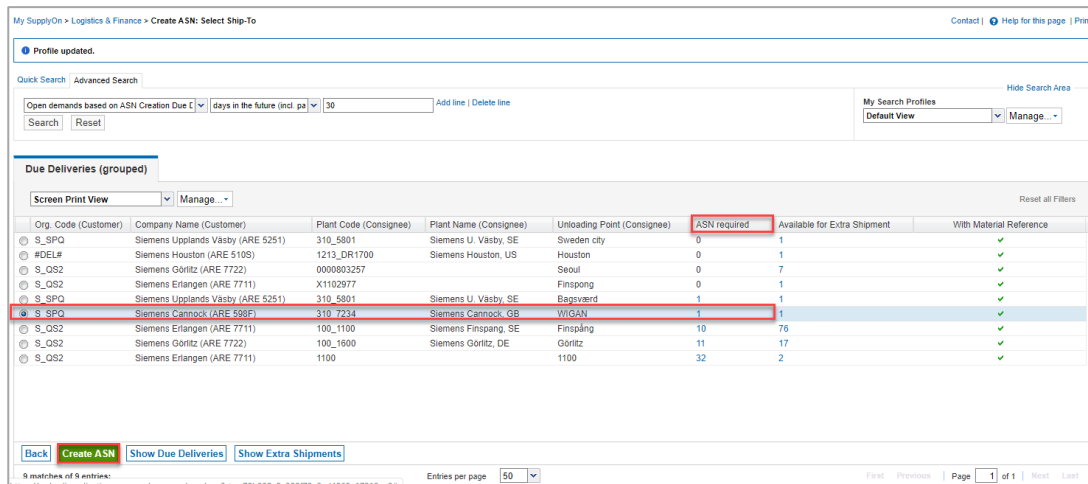 My SupplyOn > Logistics & Finance > Create ASN: Select Ship-To Contact | Help for this page | Prin
Profile updated.
Quick Search Advanced Search
Hide Search Area
Open demands based on ASN Creation Due D days in the future (incl. pa 30 Add line | Delete line
My Search Profiles
Search Reset
Default View Manage...
Due Deliveries (grouped)
Screen Print View Manage... Reset all Filters
Org. Code (Customer) Company Name (Customer) Plant Code (Consignee) Plant Name (Consignee) Unloading Point (Consignee) ASN required Available for Extra Shipment With Material Reference
S_SPQ Siemens Upplands Väsby (ARE 5251) 310_5801 Siemens U. Väsby, SE Sweden city 0 1
#DEL# Siemens Houston (ARE 510S) 1213_DR1700 Siemens Houston, US Houston 0 1
S_QS2 Siemens Görlitz (ARE 7722) 0000803257 Seoul 0 7
S_QS2 Siemens Erlangen (ARE 7711) X1102977 Finspong 0 1
S_SPQ Siemens Upplands Väsby (ARE 5251) 310_5801 Siemens U. Väsby, SE Bagsværd 1 1
S_SPQ Siemens Cannock (ARE 598F) 310_7234 Siemens Cannock, GB WIGAN 1 1
S_QS2 Siemens Erlangen (ARE 7711) 100_1100 Siemens Finspang, SE Finspång 10 76
S_QS2 Siemens Görlitz (ARE 7722) 100_1600 Siemens Görlitz, DE Görlitz 11 17
S_QS2 Siemens Erlangen (ARE 7711) 1100 1100 32 2
Back Create ASN Show Due Deliveries Show Extra Shipments
9 matches of 9 entries: Entries per page 50 First Previous | Page 1 of 1 | Next Last